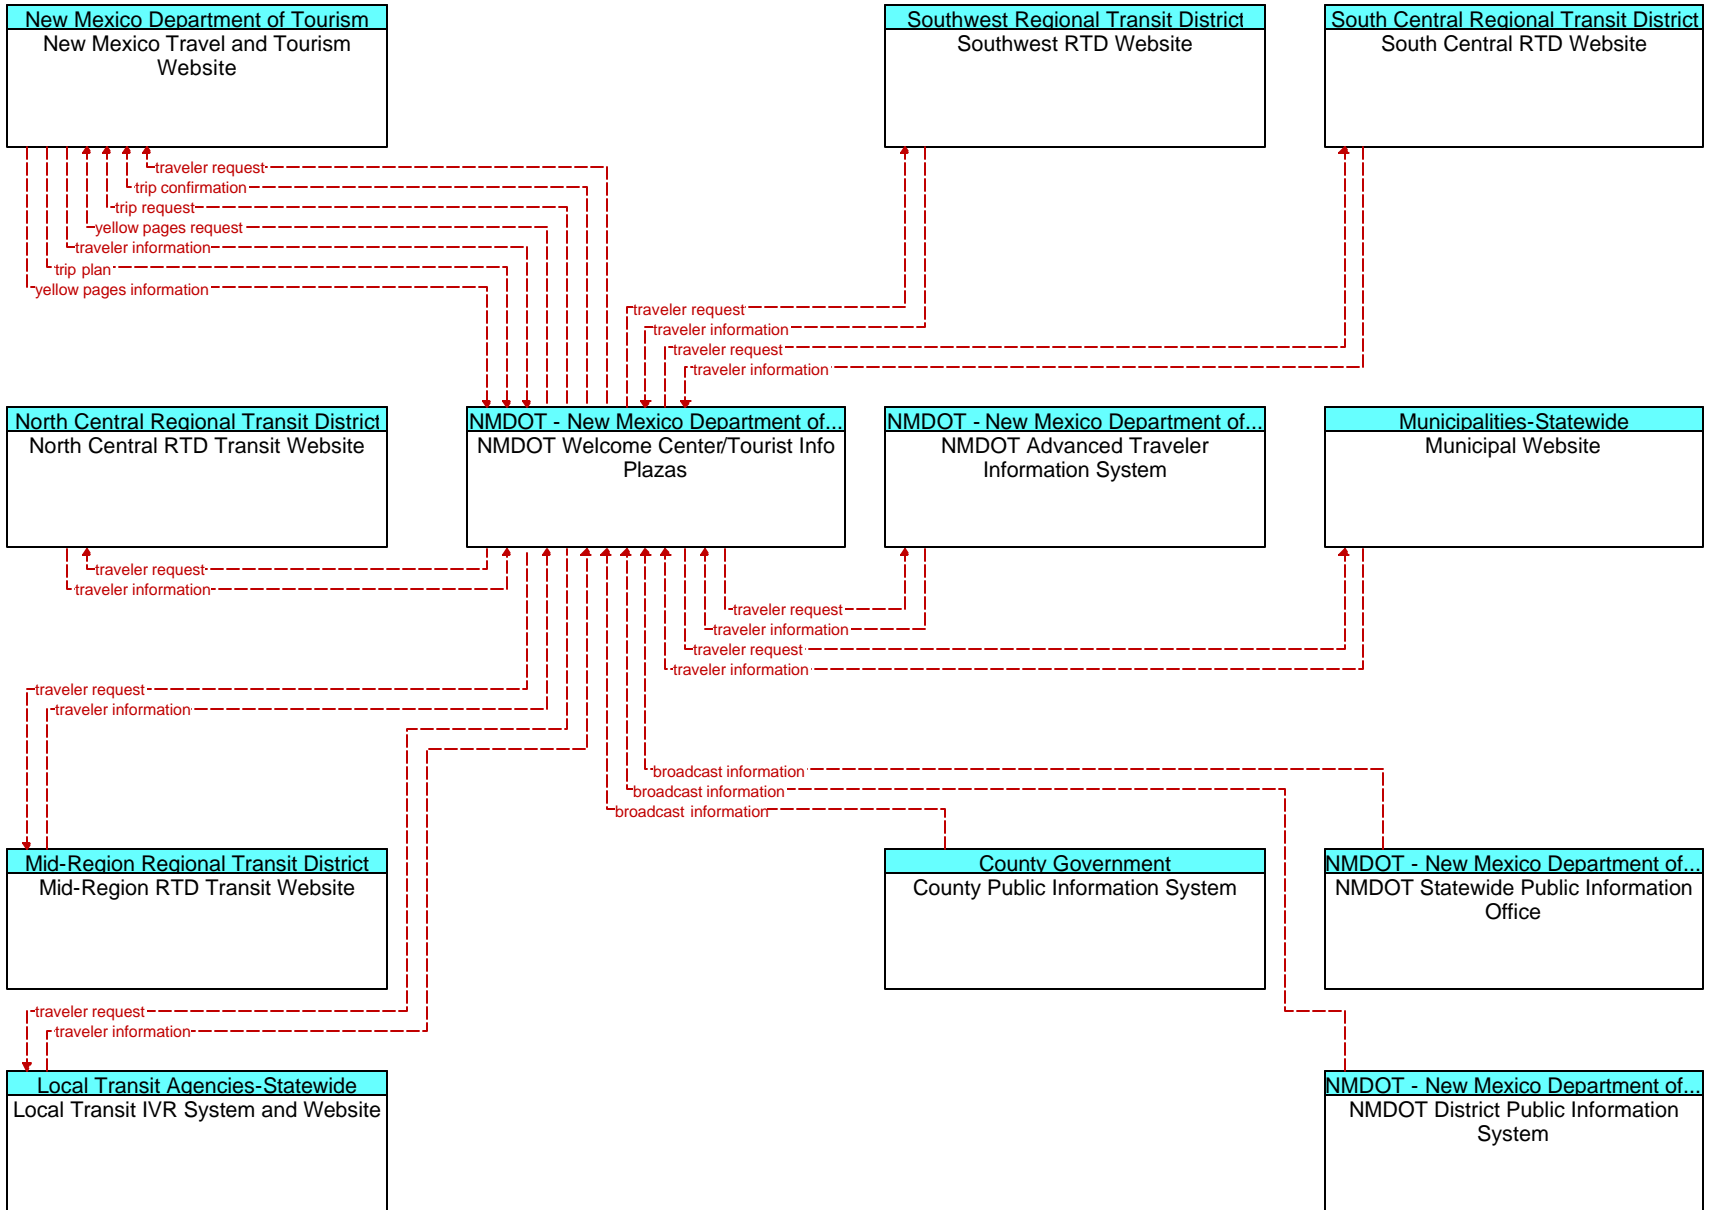 New Mexico Department of Tourism
New Mexico Travel and Tourism
Website
Southwest Regional Transit District
Southwest RTD Website
South Central Regional Transit District
South Central RTD Website
traveler request
trip confirmation
trip request
yellow pages request
traveler information
trip plan
yellow pages information
traveler request
traveler information
traveler request
traveler information
North Central Regional Transit District
North Central RTD Transit Website
NMDOT - New Mexico Department of...
NMDOT Welcome Center/Tourist Info
Plazas
NMDOT - New Mexico Department of...
NMDOT Advanced Traveler
Information System
Municipalities-Statewide
Municipal Website
traveler request
traveler information
traveler request
traveler information
traveler request
traveler information
traveler request
traveler information
broadcast information
broadcast information
broadcast information
Mid-Region Regional Transit District
Mid-Region RTD Transit Website
County Government
County Public Information System
NMDOT - New Mexico Department of...
NMDOT Statewide Public Information
Office
traveler request
traveler information
Local Transit Agencies-Statewide
Local Transit IVR System and Website
NMDOT - New Mexico Department of...
NMDOT District Public Information
System